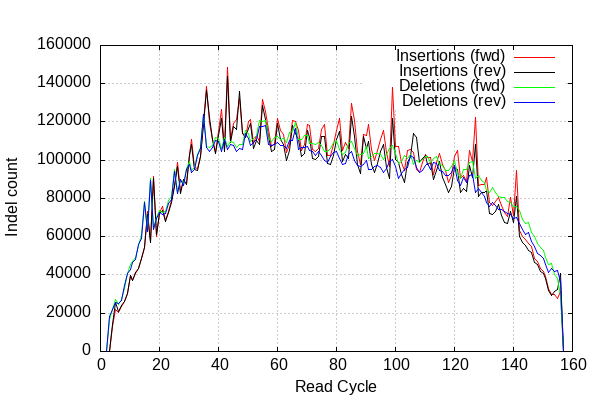 160000
140000
120000
100000
80000
60000
40000
20000
0
Indel count
Insertions (fwd)
Insertions (rev)
Deletions (fwd)
Deletions (rev)
0 20 40 60 80 100 120 140 160
Read Cycle